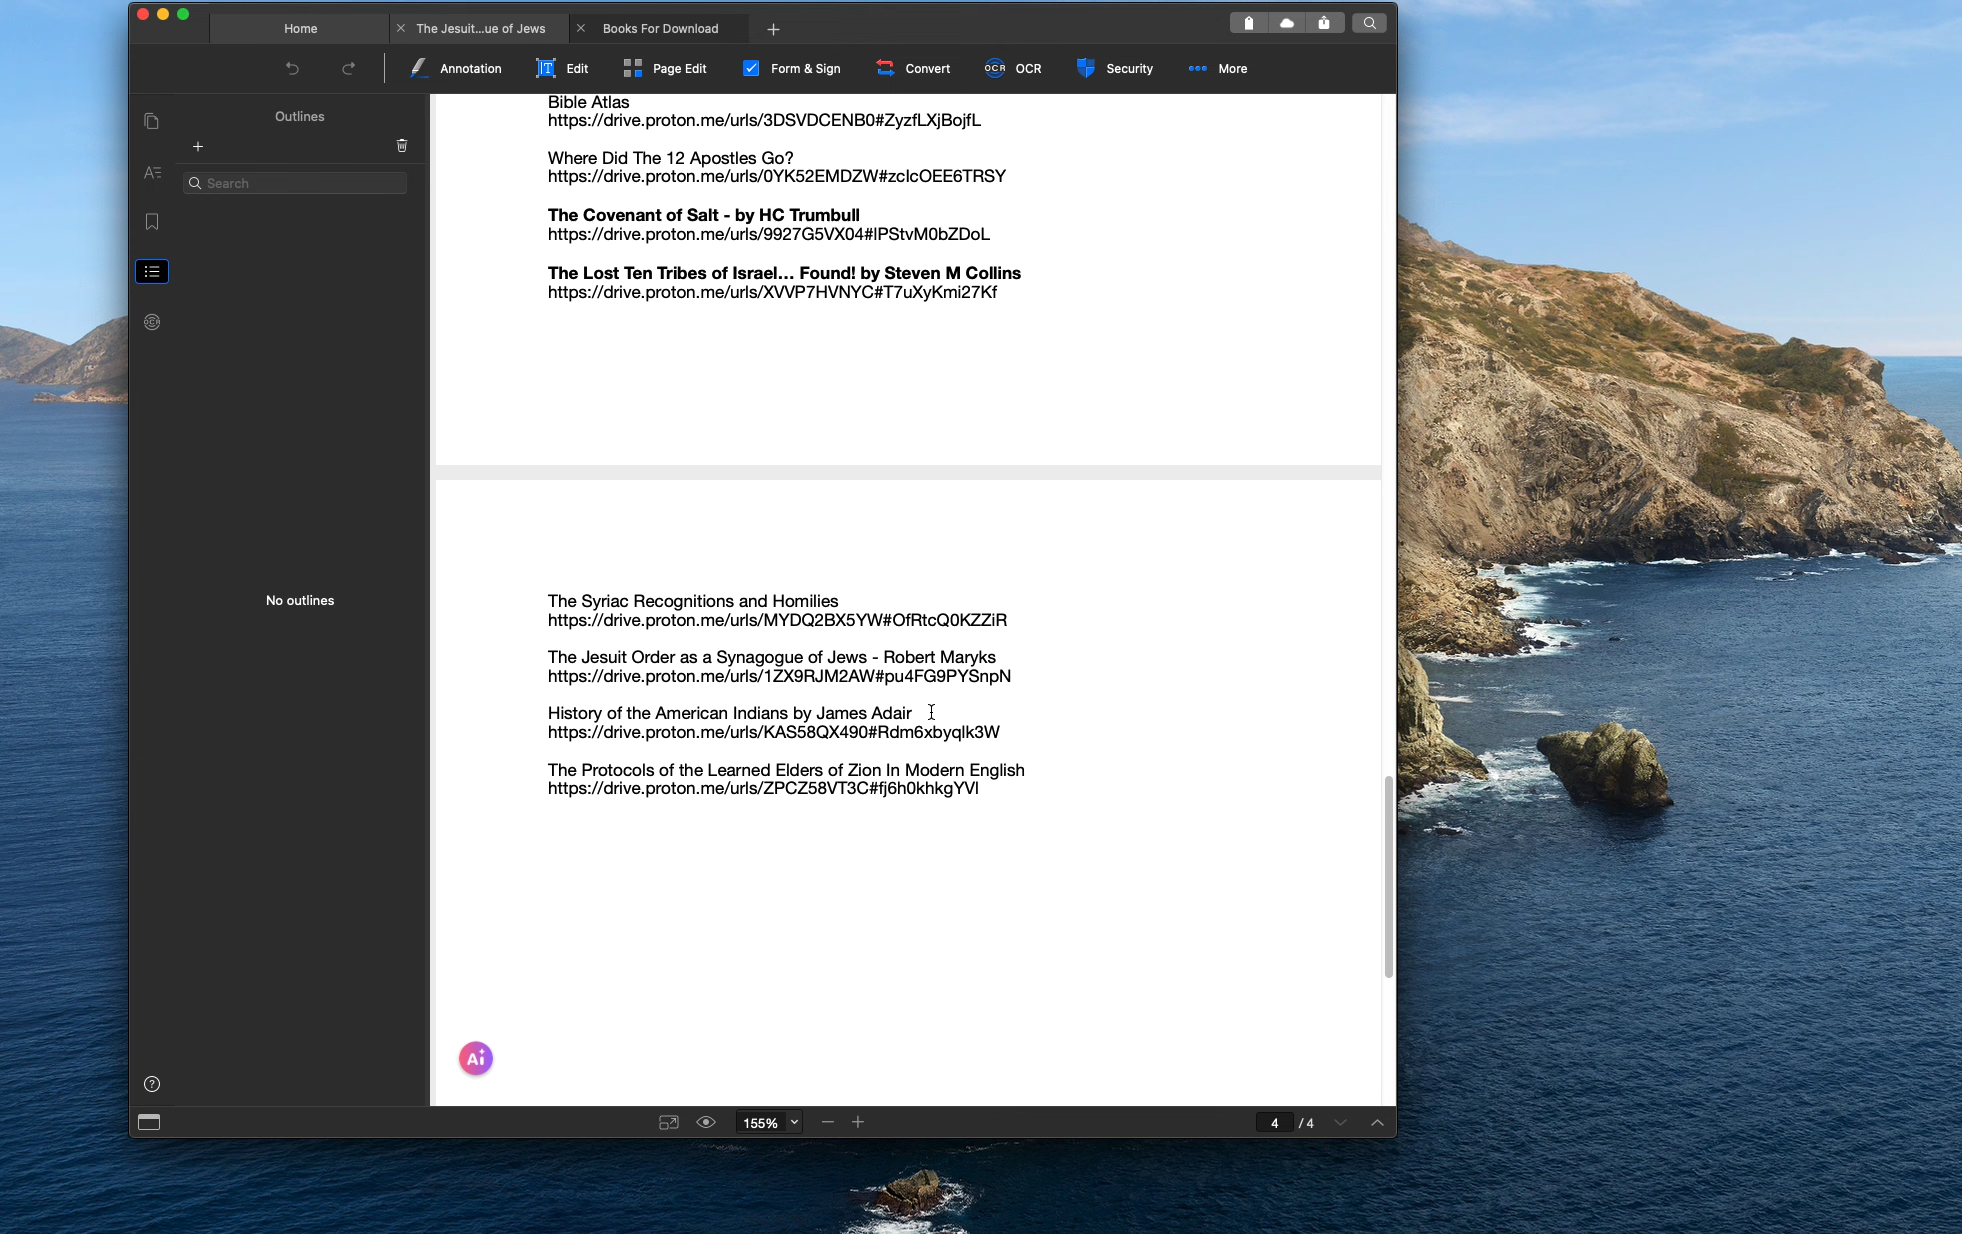 Home
The Jesuit...ue of Jews
Books For Download
Annotation
Edit
Page Edit
Form & Sign
Convert
OCR
OCR
Security
More
Outlines
Search
No outlines
Bible Atlas
https://drive.proton.me/urls/3DSVDCENB0#ZyzfLXjBojfL
Where Did The 12 Apostles Go?
https://drive.proton.me/urls/0YK52EMDZW#zclcOEE6TRSY
The Covenant of Salt - by HC Trumbull
https://drive.proton.me/urls/9927G5VX04#IPStvM0bZDoL
The Lost Ten Tribes of Israel… Found! by Steven M Collins
https://drive.proton.me/urls/XVVP7HVNYC#T7uXyKmi27Kf
The Syriac Recognitions and Homilies
https://drive.proton.me/urls/MYDQ2BX5YW#OfRtcQ0KZZiR
The Jesuit Order as a Synagogue of Jews - Robert Maryks
https://drive.proton.me/urls/1ZX9RJM2AW#pu4FG9PYSnpN
History of the American Indians by James Adair
https://drive.proton.me/urls/KAS58QX490#Rdm6xbyqlk3W
The Protocols of the Learned Elders of Zion In Modern English
https://drive.proton.me/urls/ZPCZ58VT3C#fj6h0khkgYVl
Ai
155%
4 / 4